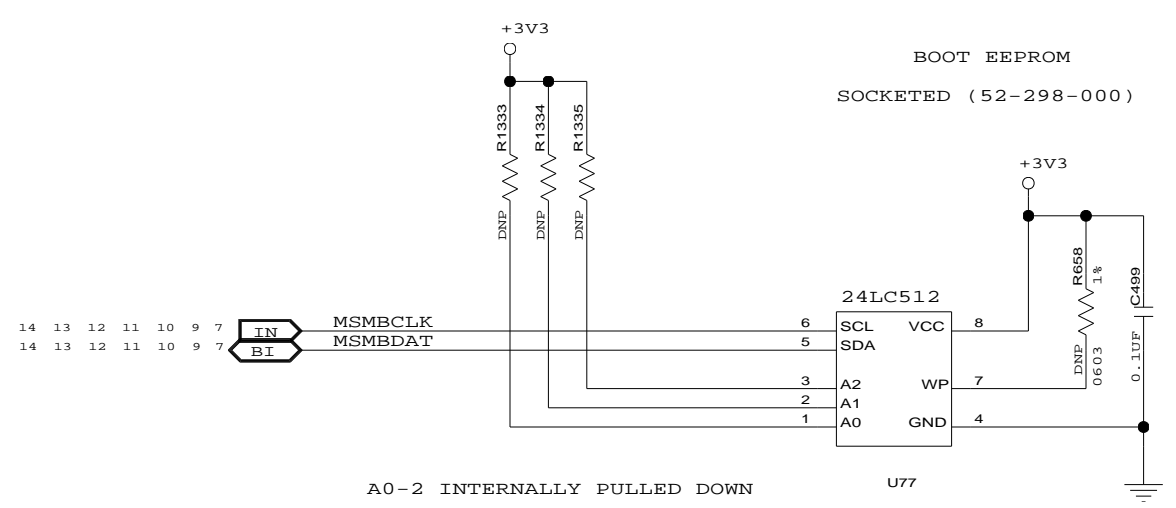 +3V3
BOOT EEPROM
SOCKETED (52-298-000)
R1333
R1334
R1335
DNP
DNP
DNP
+3V3
R658
1%
DNP
0603
C499
0.1UF
24LC512
14 13 12 11 10 9 7 IN MSMBCLK 6 SCL VCC 8
14 13 12 11 10 9 7 BI MSMBDAT 5 SDA
3 A2 WP 7
2 A1
1 A0 GND 4
U77
A0-2 INTERNALLY PULLED DOWN